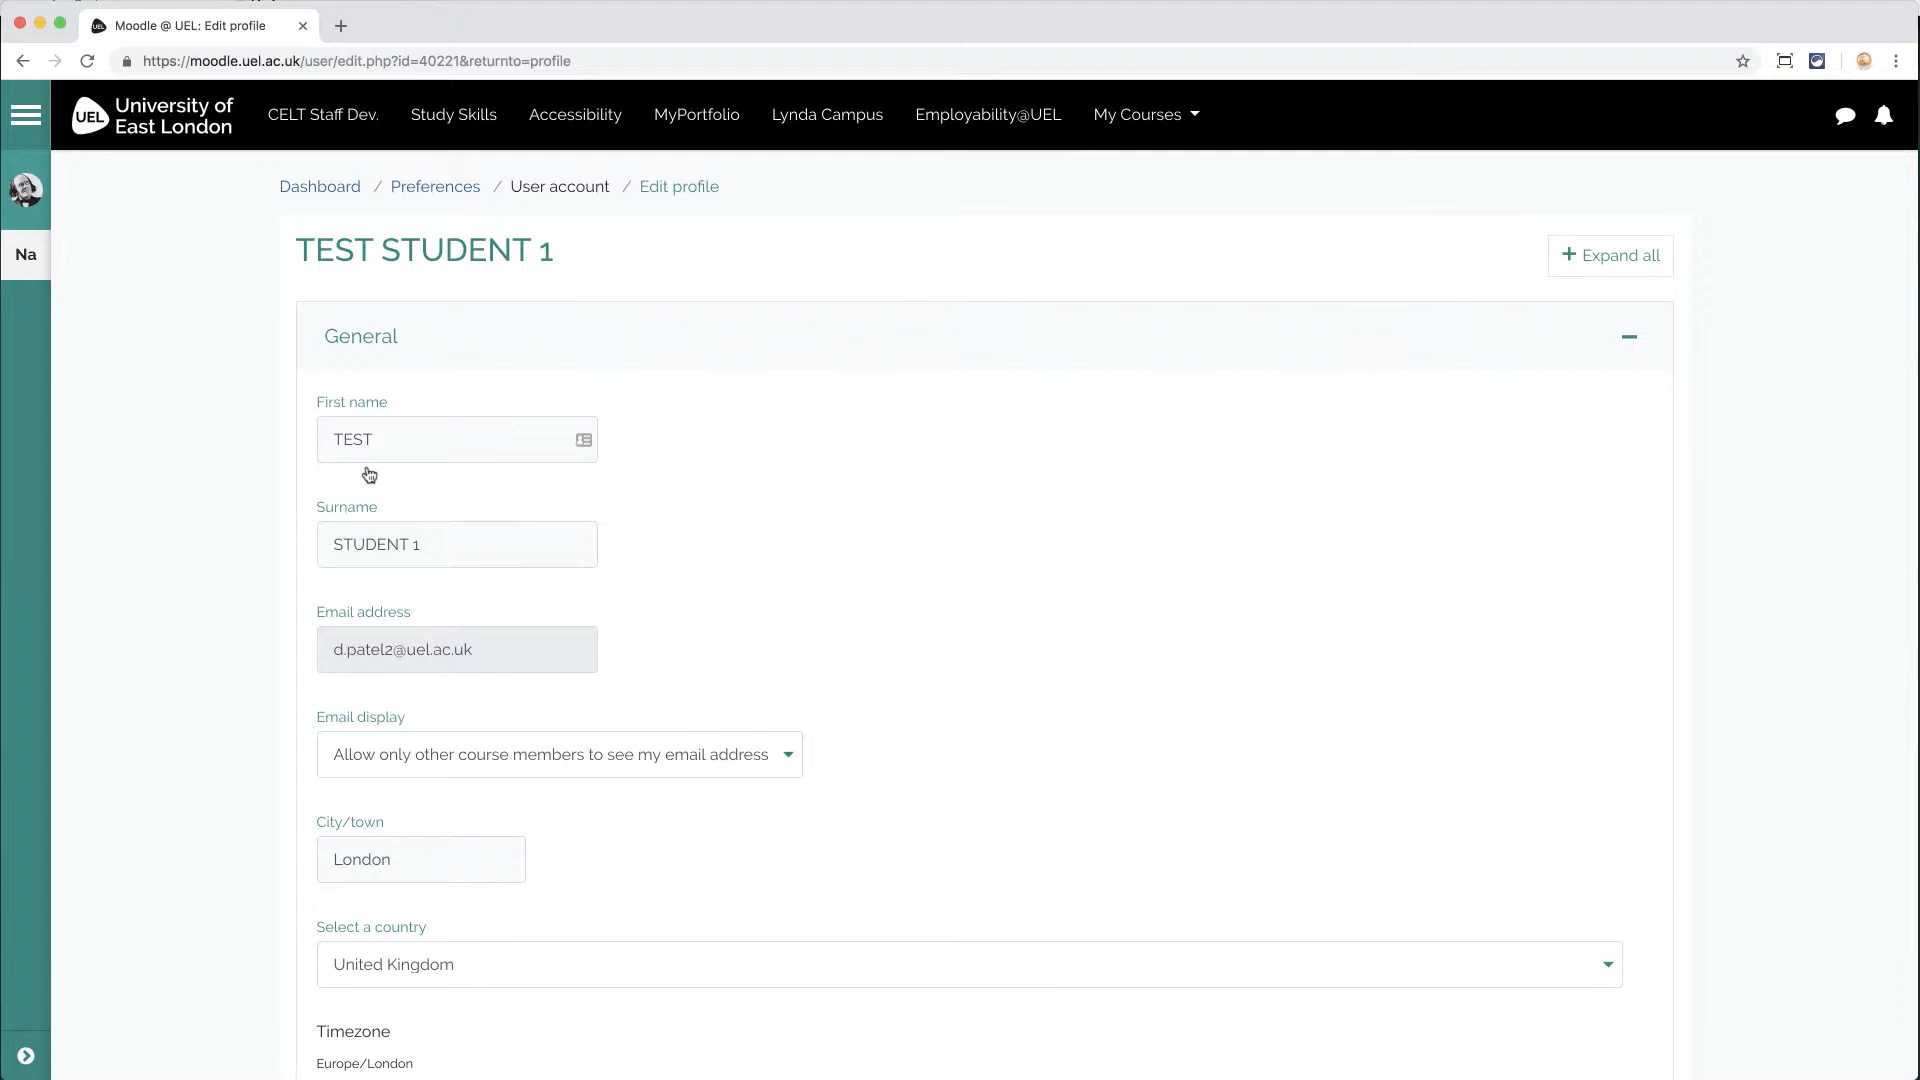 Moodle @ UEL: Edit profile
https://moodle.uel.ac.uk/user/edit.php?id=40221&returnto=profile
UEL University of East London
CELT Staff Dev. Study Skills Accessibility MyPortfolio Lynda Campus Employability@UEL My Courses
Dashboard / Preferences / User account / Edit profile
Na
TEST STUDENT 1
+ Expand all
General
First name
TEST
Surname
STUDENT 1
Email address
d.patel2@uel.ac.uk
Email display
Allow only other course members to see my email address
City/town
London
Select a country
United Kingdom
Timezone
Europe/London